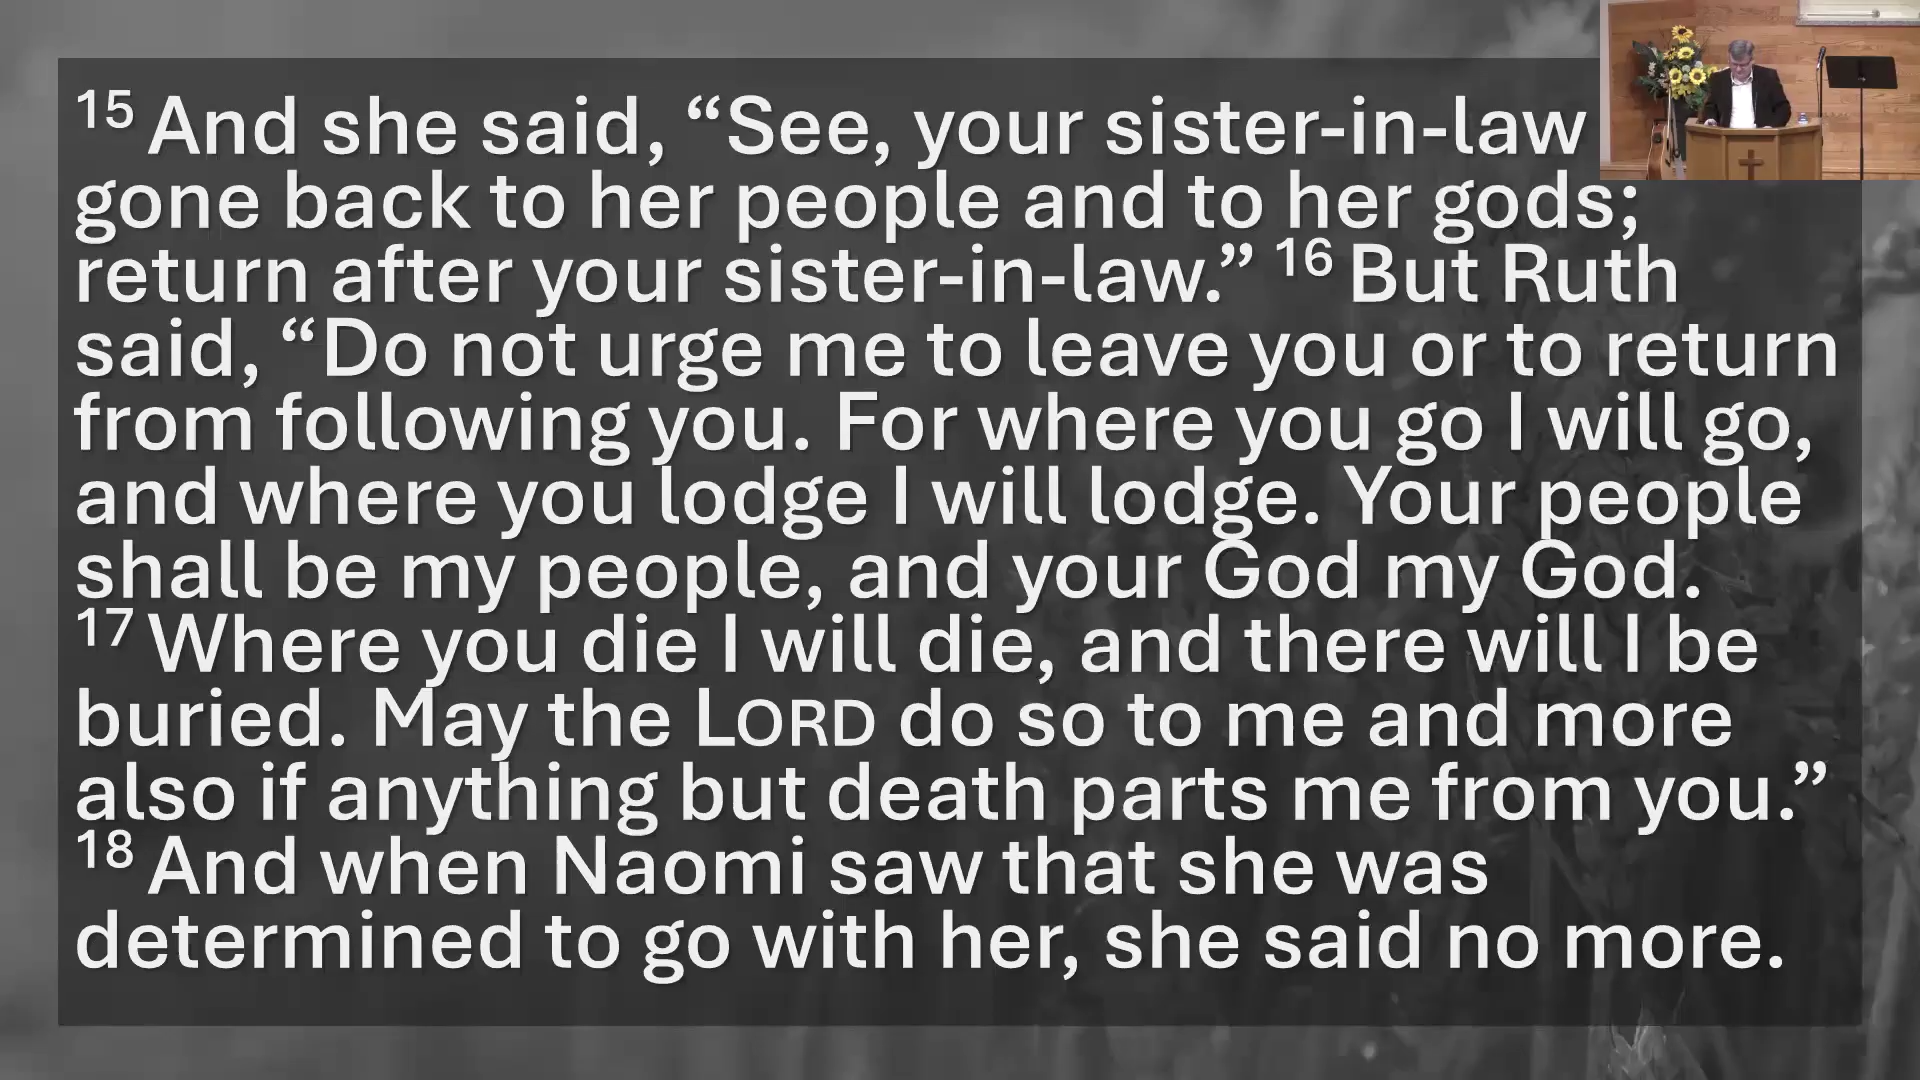 15 And she said, “See, your sister-in-law
gone back to her people and to her gods;
return after your sister-in-law.” 16 But Ruth
said, “Do not urge me to leave you or to return
from following you. For where you go I will go,
and where you lodge I will lodge. Your people
shall be my people, and your God my God.
17 Where you die I will die, and there will I be
buried. May the LORD do so to me and more
also if anything but death parts me from you.”
18 And when Naomi saw that she was
determined to go with her, she said no more.